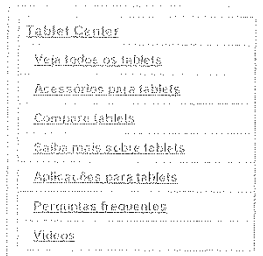 Tablet Center
Veja todos os tablets
Acessórios para tablets
Compare tablets
Saiba mais sobre tablets
Aplicações para tablets
Perguntas frequentes
Vídeos